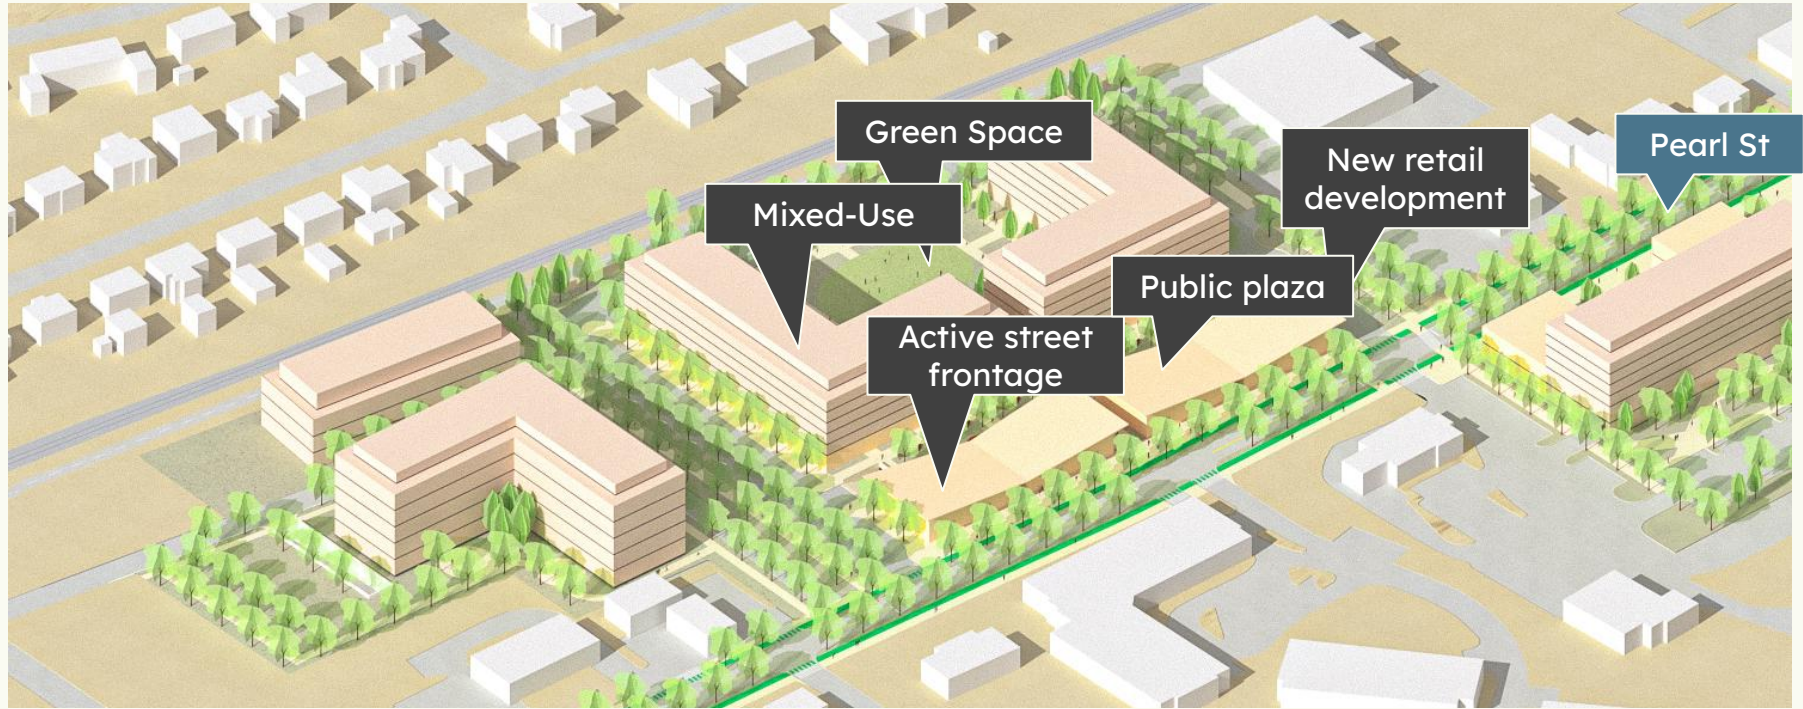 Green Space
Mixed-Use
New retail
development
Pearl St
Public plaza
Active street
frontage